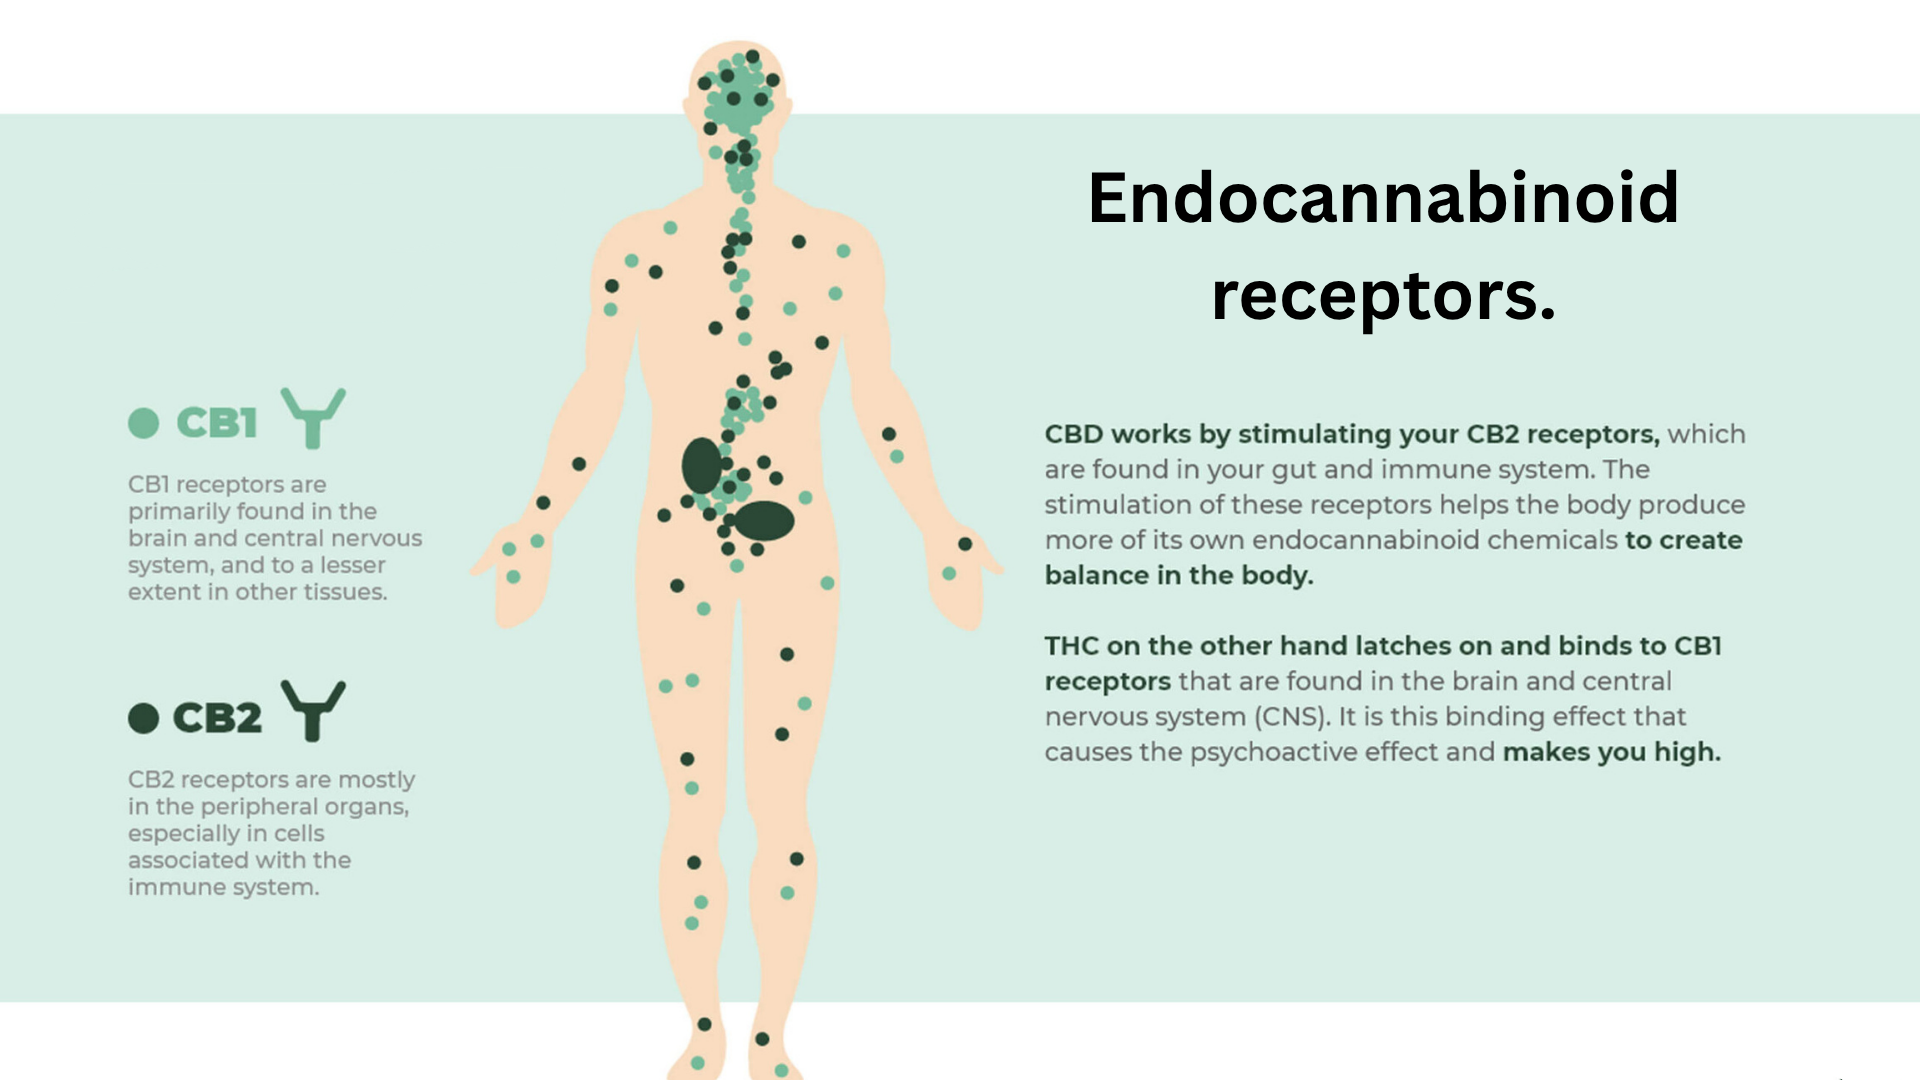 Endocannabinoid
receptors.
CB1
CB1 receptors are
primarily found in the
brain and central nervous
system, and to a lesser
extent in other tissues.
CB2
CB2 receptors are mostly
in the peripheral organs,
especially in cells
associated with the
immune system.
CBD works by stimulating your CB2 receptors, which
are found in your gut and immune system. The
stimulation of these receptors helps the body produce
more of its own endocannabinoid chemicals to create
balance in the body.
THC on the other hand latches on and binds to CB1
receptors that are found in the brain and central
nervous system (CNS). It is this binding effect that
causes the psychoactive effect and makes you high.